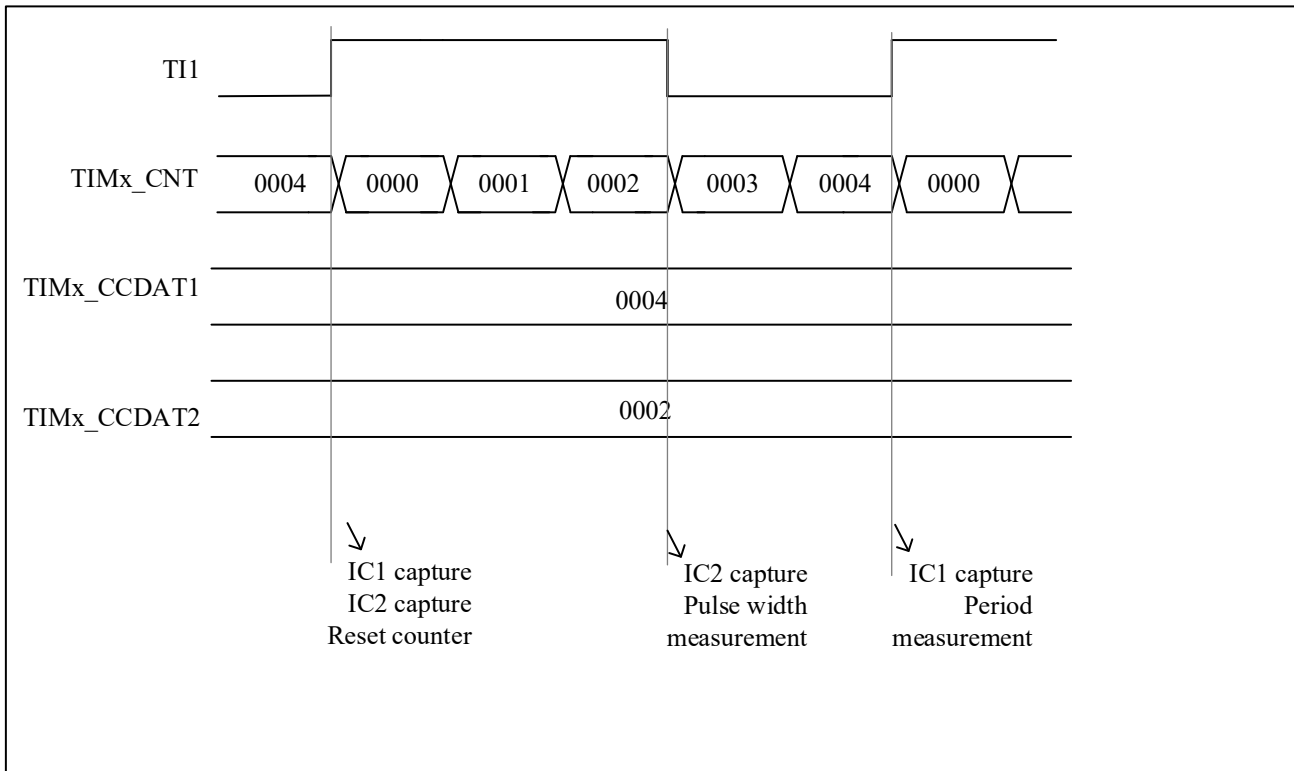 TI1
TIMx_CNT
0004 0000 0001 0002 0003 0004 0000
TIMx_CCDAT1
0004
TIMx_CCDAT2
0002
IC1 capture
IC2 capture
Reset counter
IC2 capture
Pulse width
measurement
IC1 capture
Period
measurement